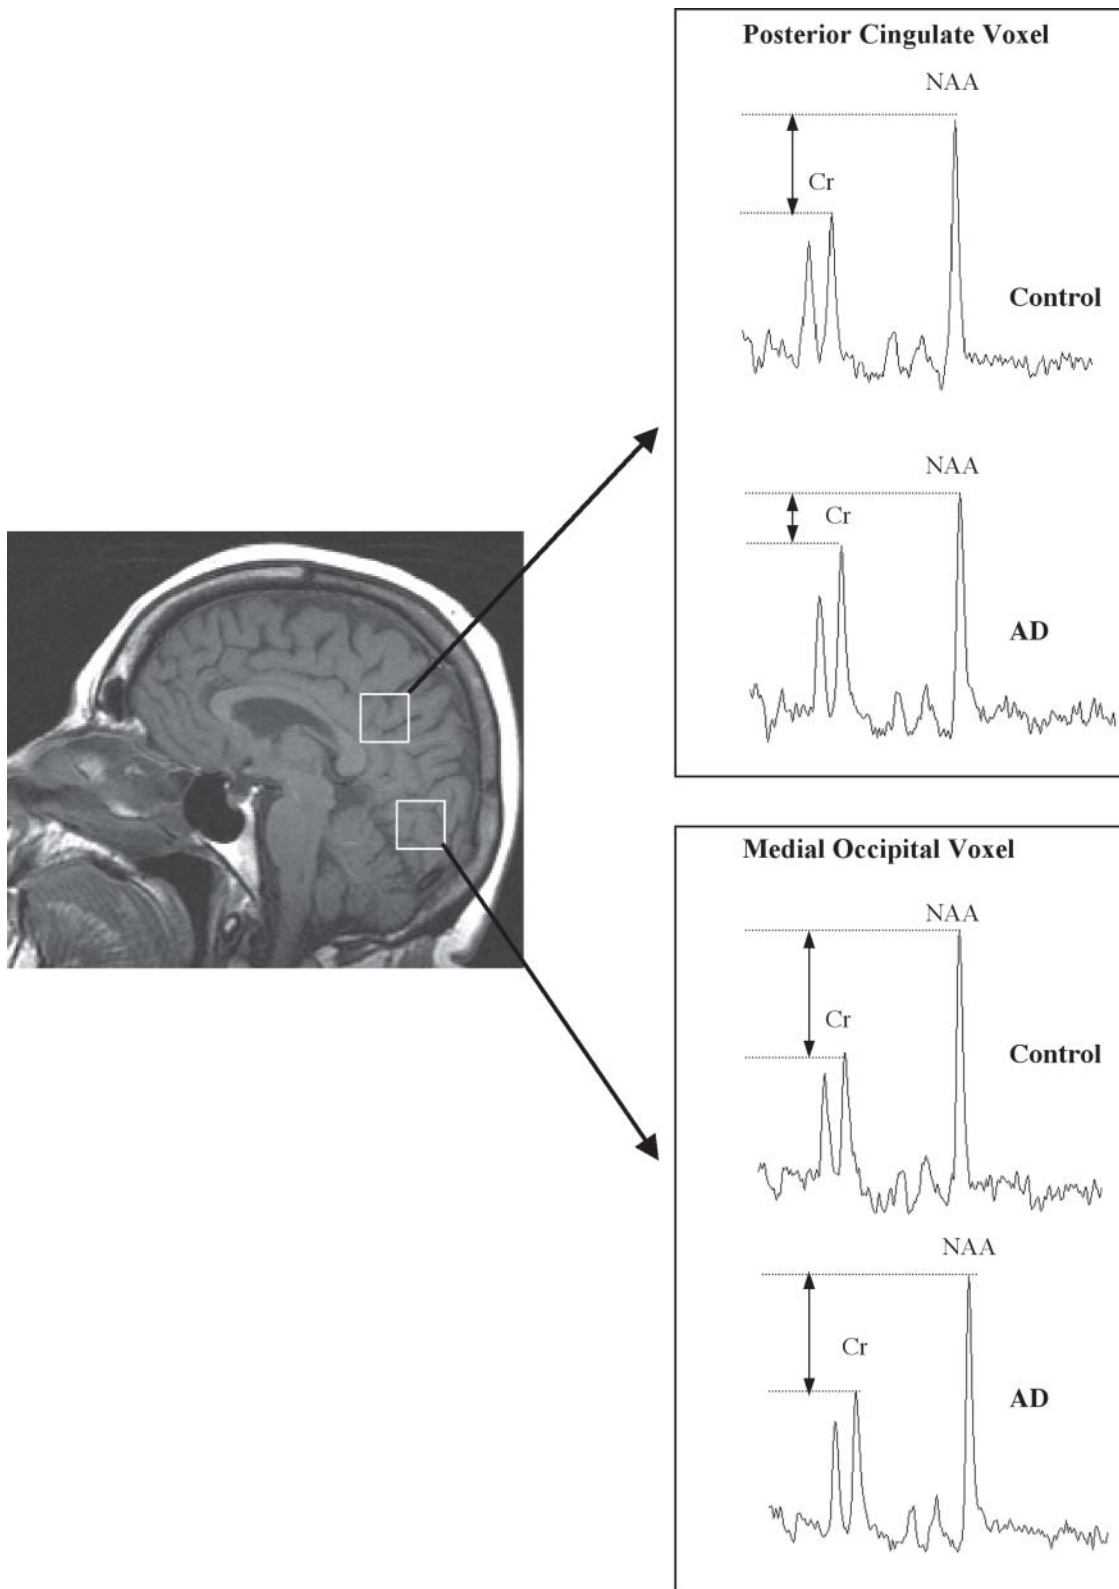 Posterior Cingulate Voxel
NAA
Cr
Control
NAA
Cr
AD
Medial Occipital Voxel
NAA
Cr
Control
NAA
Cr
AD